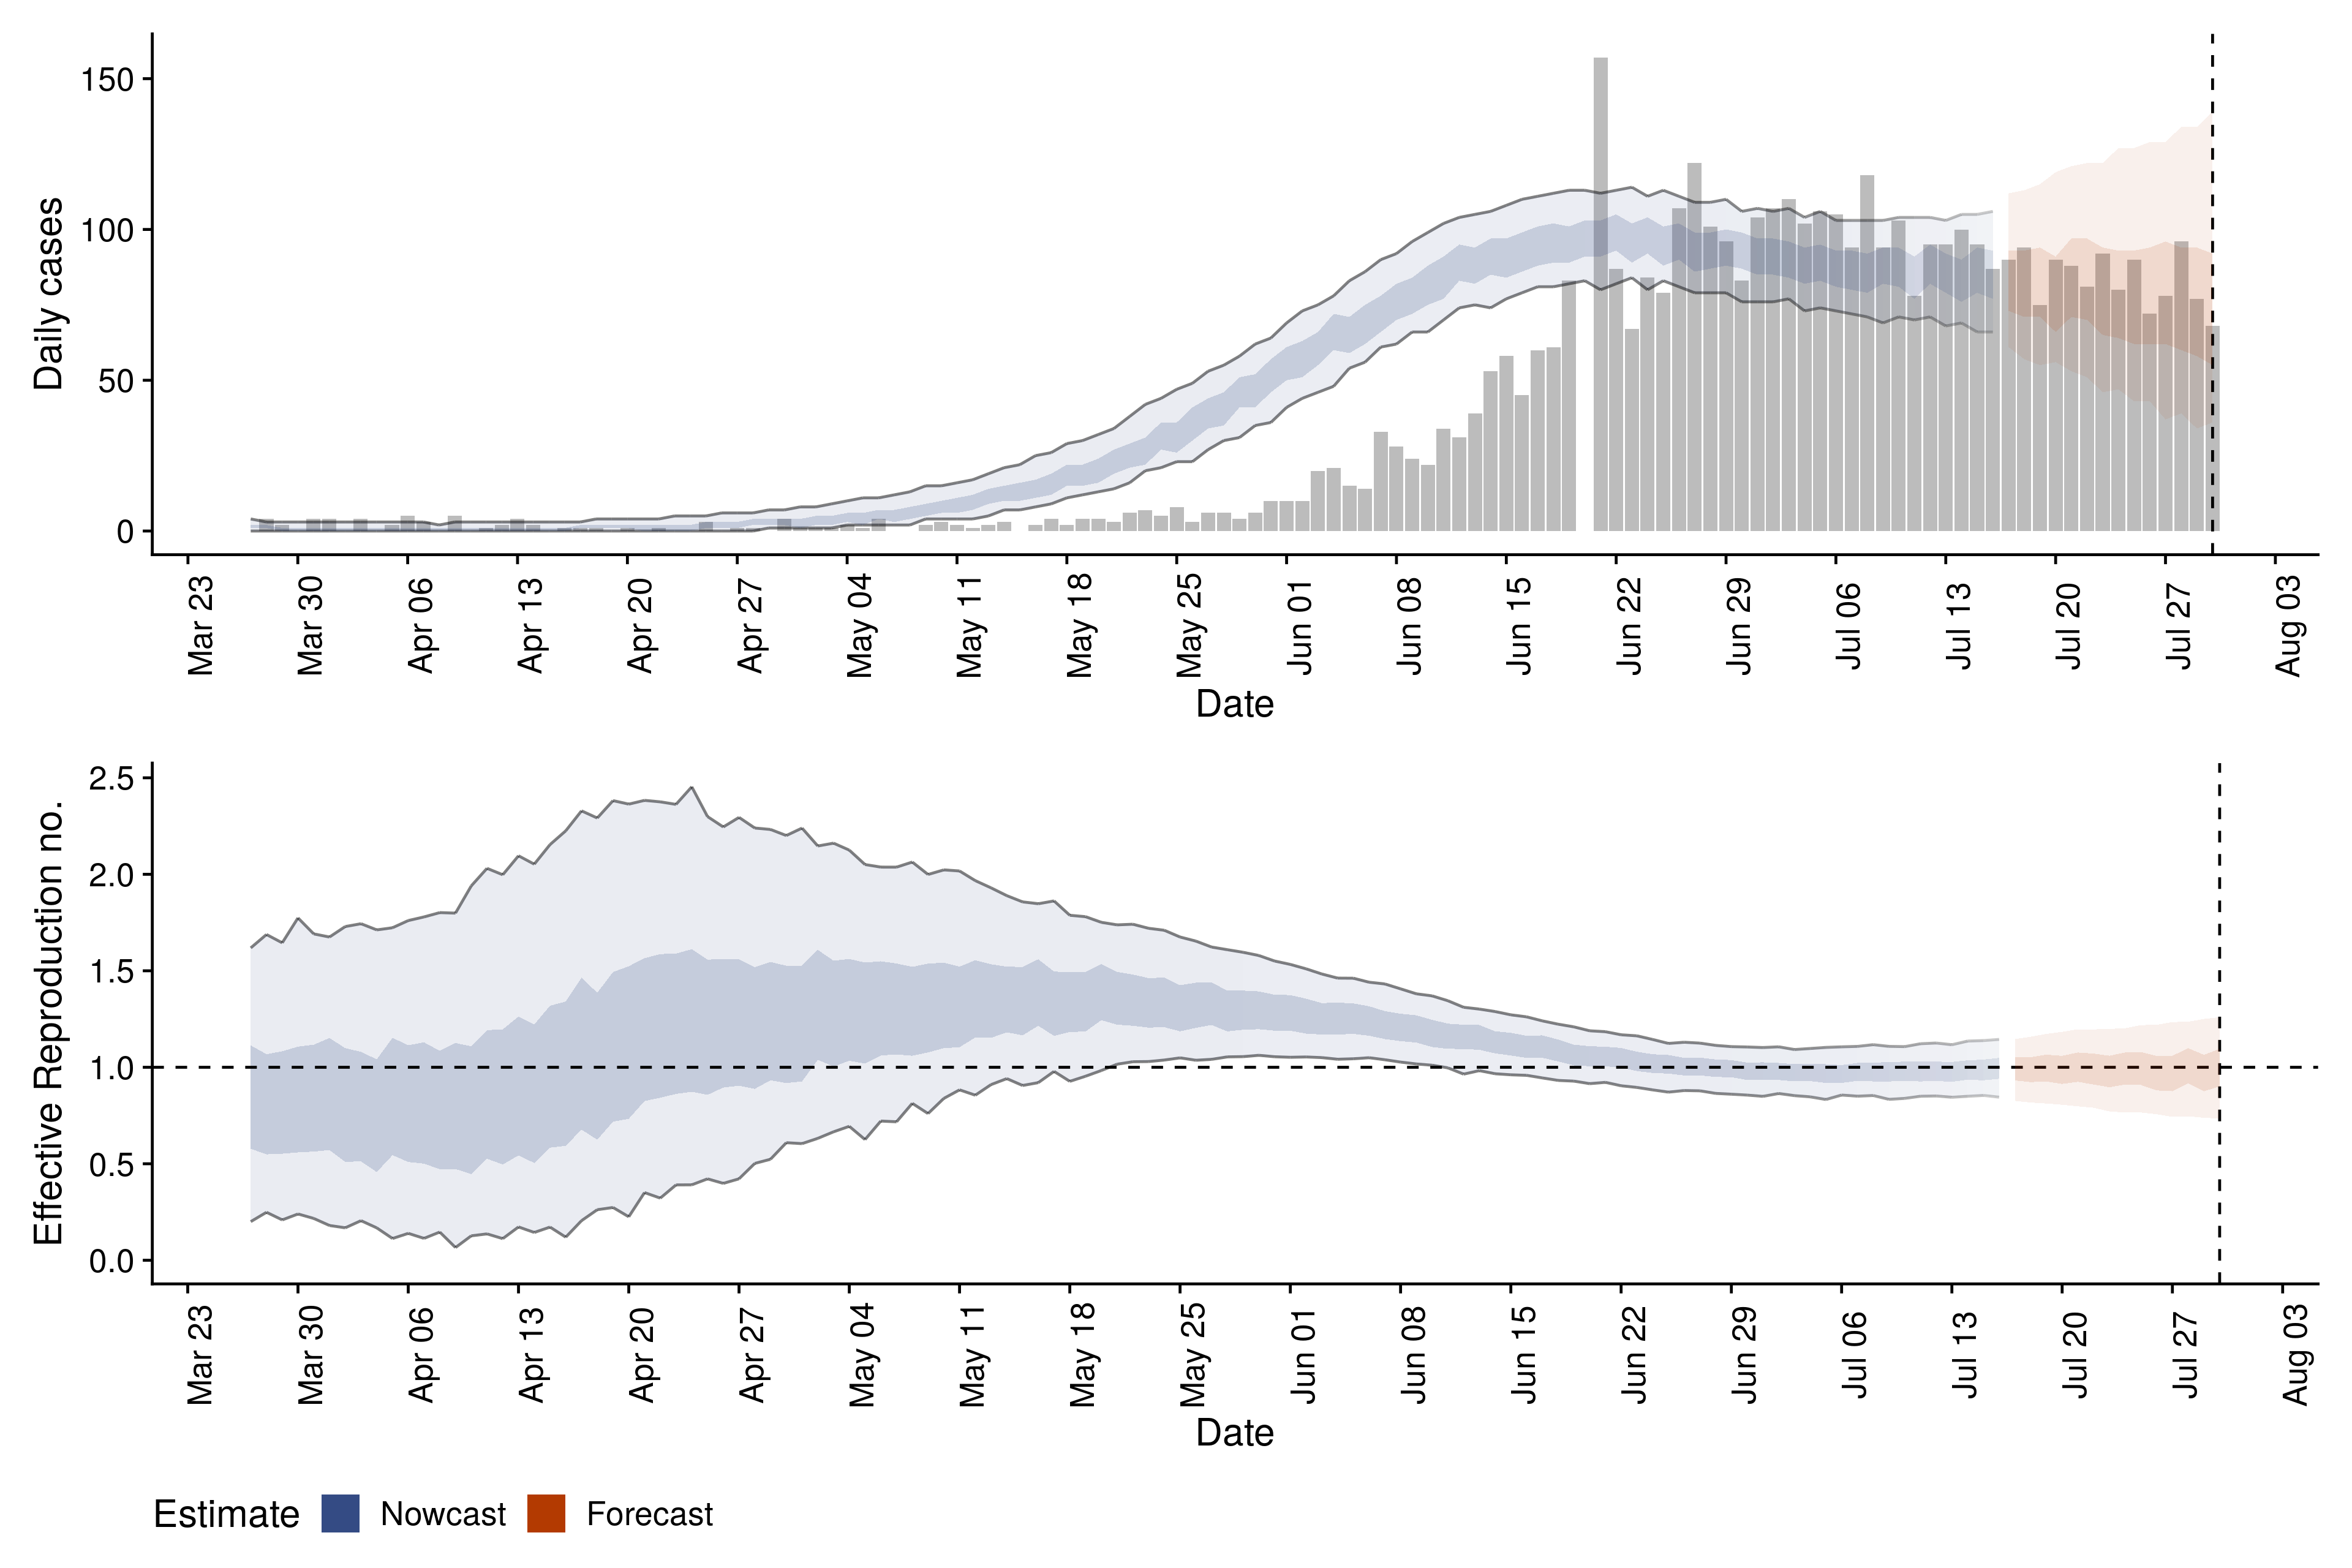 Daily cases
150
100
50
0
Mar 23
Mar 30
Apr 06
Apr 13
Apr 20
Apr 27
May 04
May 11
May 18
May 25
Jun 01
Jun 08
Jun 15
Jun 22
Jun 29
Jul 06
Jul 13
Jul 20
Jul 27
Aug 03
Date
Effective Reproduction no.
2.5
2.0
1.5
1.0
0.5
0.0
Mar 23
Mar 30
Apr 06
Apr 13
Apr 20
Apr 27
May 04
May 11
May 18
May 25
Jun 01
Jun 08
Jun 15
Jun 22
Jun 29
Jul 06
Jul 13
Jul 20
Jul 27
Aug 03
Date
Estimate Nowcast Forecast